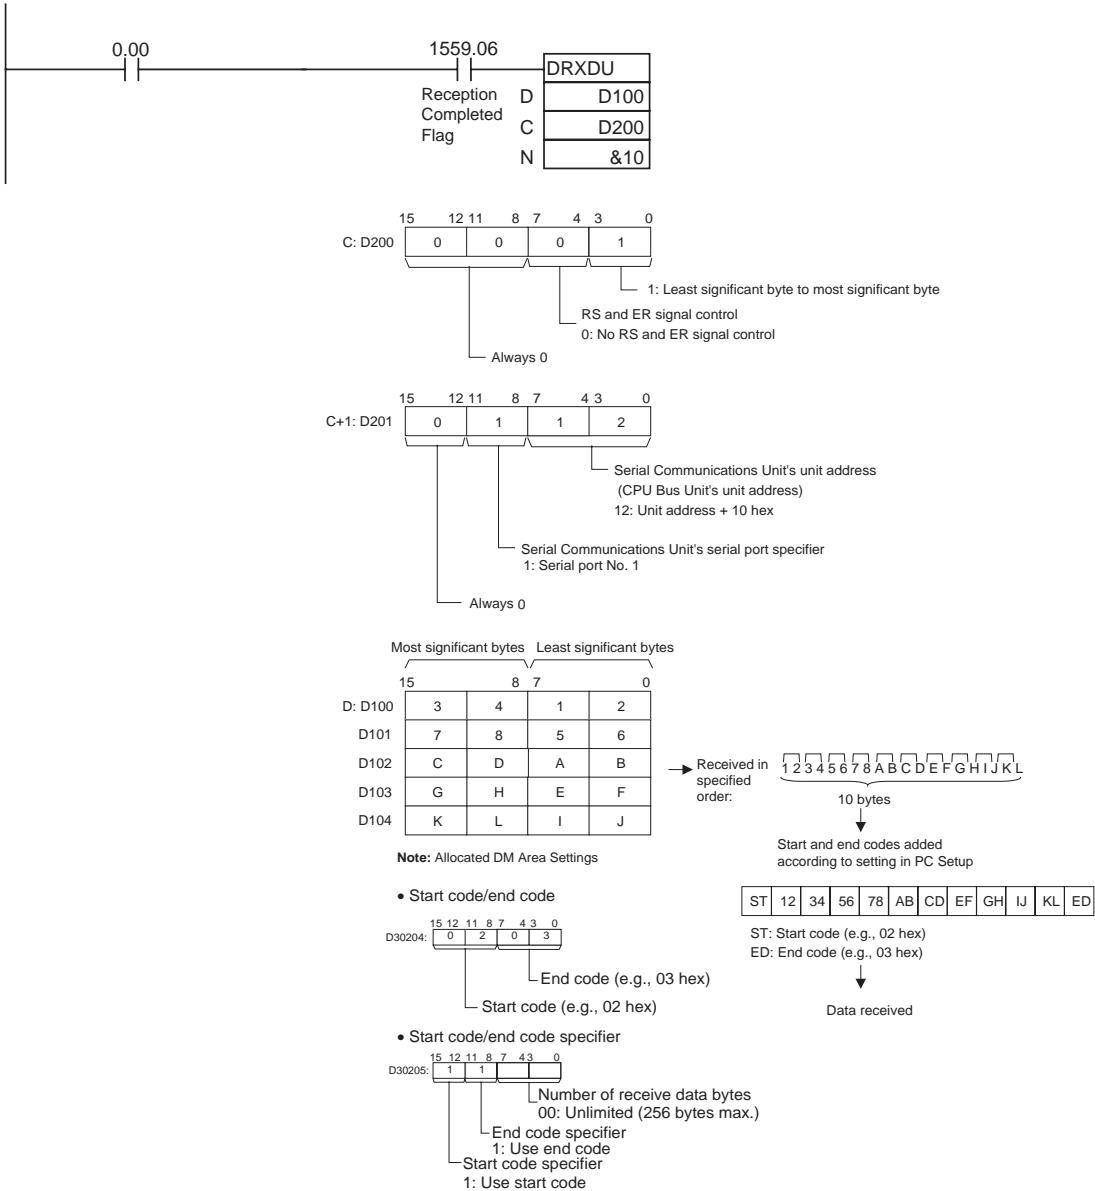 0.00
1559.06
DRXDU
Reception Completed Flag
D D100
C D200
N &10
15 12 11 8 7 4 3 0
C: D200 0 0 0 1
1: Least significant byte to most significant byte
RS and ER signal control
0: No RS and ER signal control
Always 0
15 12 11 8 7 4 3 0
C+1: D201 0 1 1 2
Serial Communications Unit's unit address
(CPU Bus Unit's unit address)
12: Unit address + 10 hex
Serial Communications Unit's serial port specifier
1: Serial port No. 1
Always 0
Most significant bytes Least significant bytes
15 8 7 0
D: D100 3 4 1 2
D101 7 8 5 6
D102 C D A B
D103 G H E F
D104 K L I J
Received in specified order:
1 2 3 4 5 6 7 8 A B C D E F G H I J K L
10 bytes
Start and end codes added
according to setting in PC Setup
ST 12 34 56 78 AB CD EF GH IJ KL ED
ST: Start code (e.g., 02 hex)
ED: End code (e.g., 03 hex)
Data received
Note: Allocated DM Area Settings
• Start code/end code
15 12 11 8 7 4 3 0
D30204: 0 2 0 3
End code (e.g., 03 hex)
Start code (e.g., 02 hex)
• Start code/end code specifier
15 12 11 8 7 4 3 0
D30205: 1 1
Number of receive data bytes
00: Unlimited (256 bytes max.)
End code specifier
1: Use end code
Start code specifier
1: Use start code